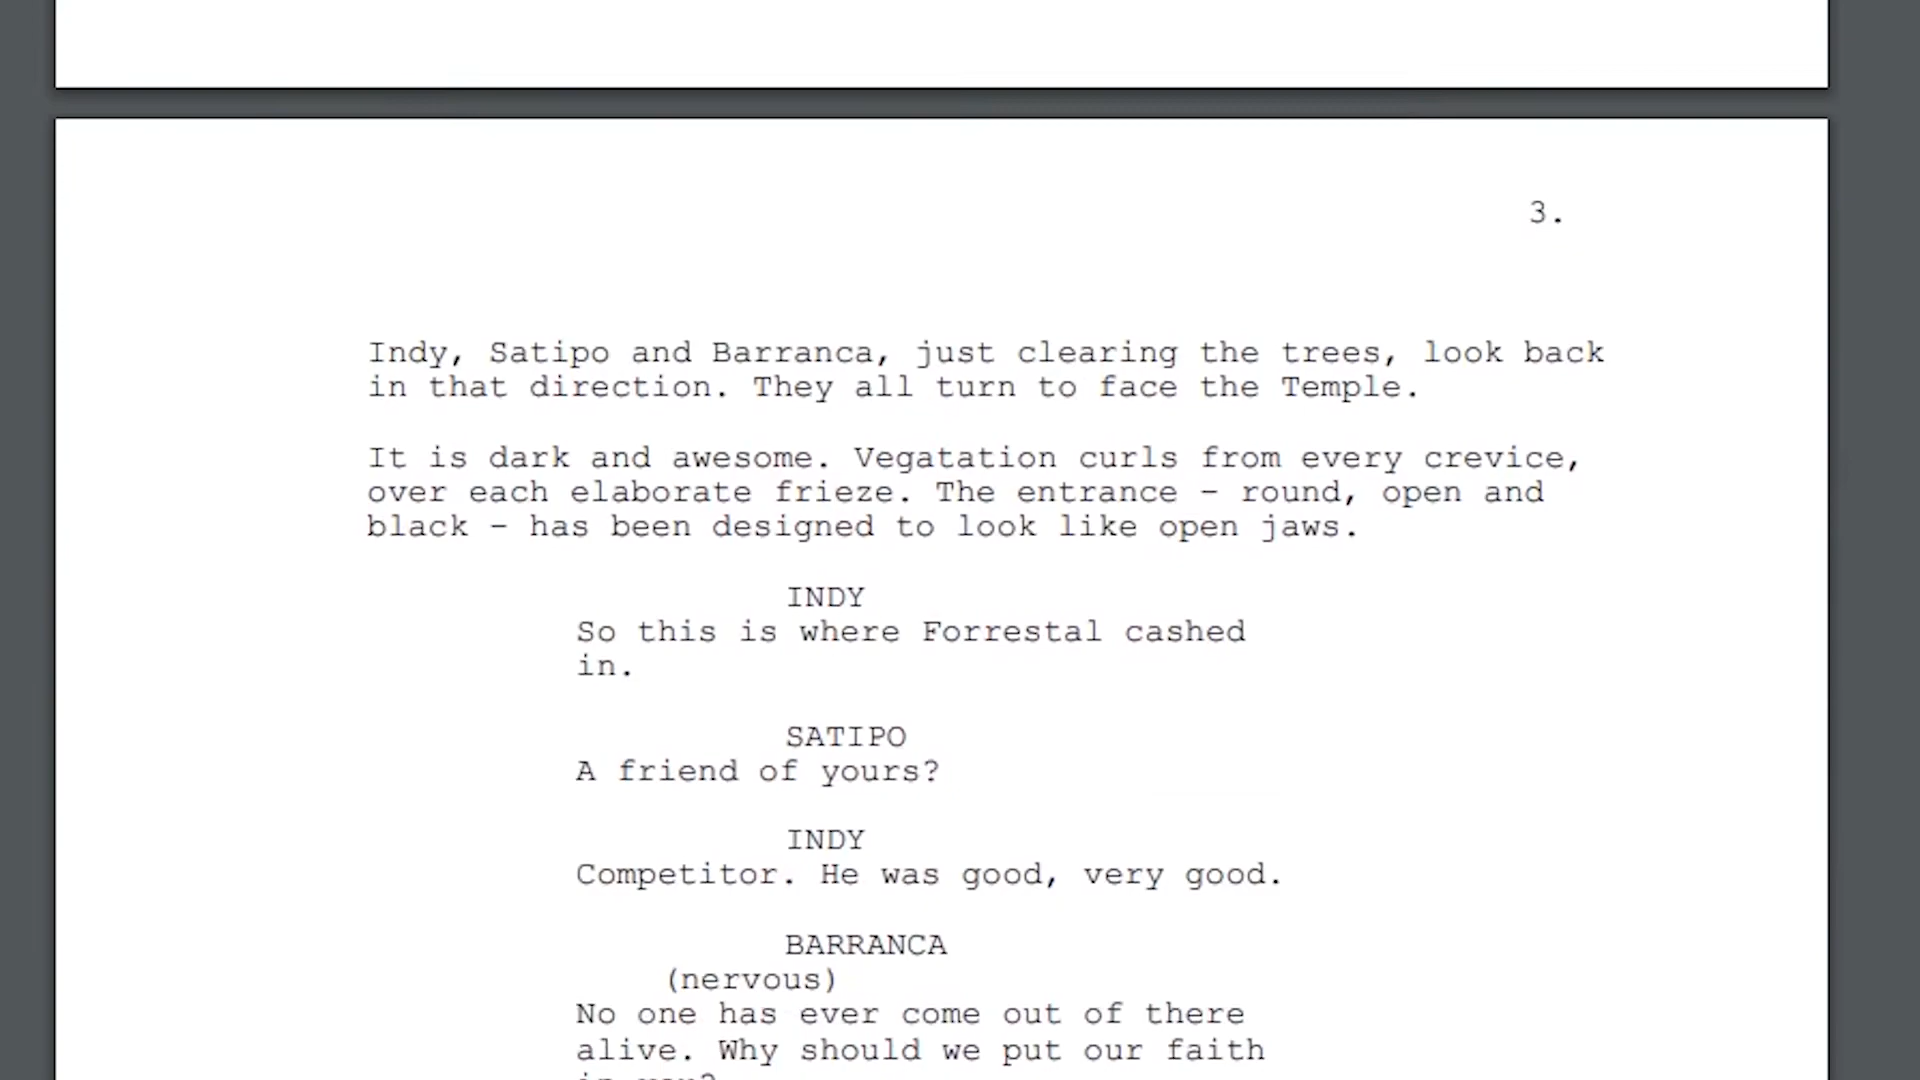 3.
Indy, Satipo and Barranca, just clearing the trees, look back
in that direction. They all turn to face the Temple.
It is dark and awesome. Vegatation curls from every crevice,
over each elaborate frieze. The entrance - round, open and
black - has been designed to look like open jaws.
INDY
So this is where Forrestal cashed
in.
SATIPO
A friend of yours?
INDY
Competitor. He was good, very good.
BARRANCA
(nervous)
No one has ever come out of there
alive. Why should we put our faith
in you?